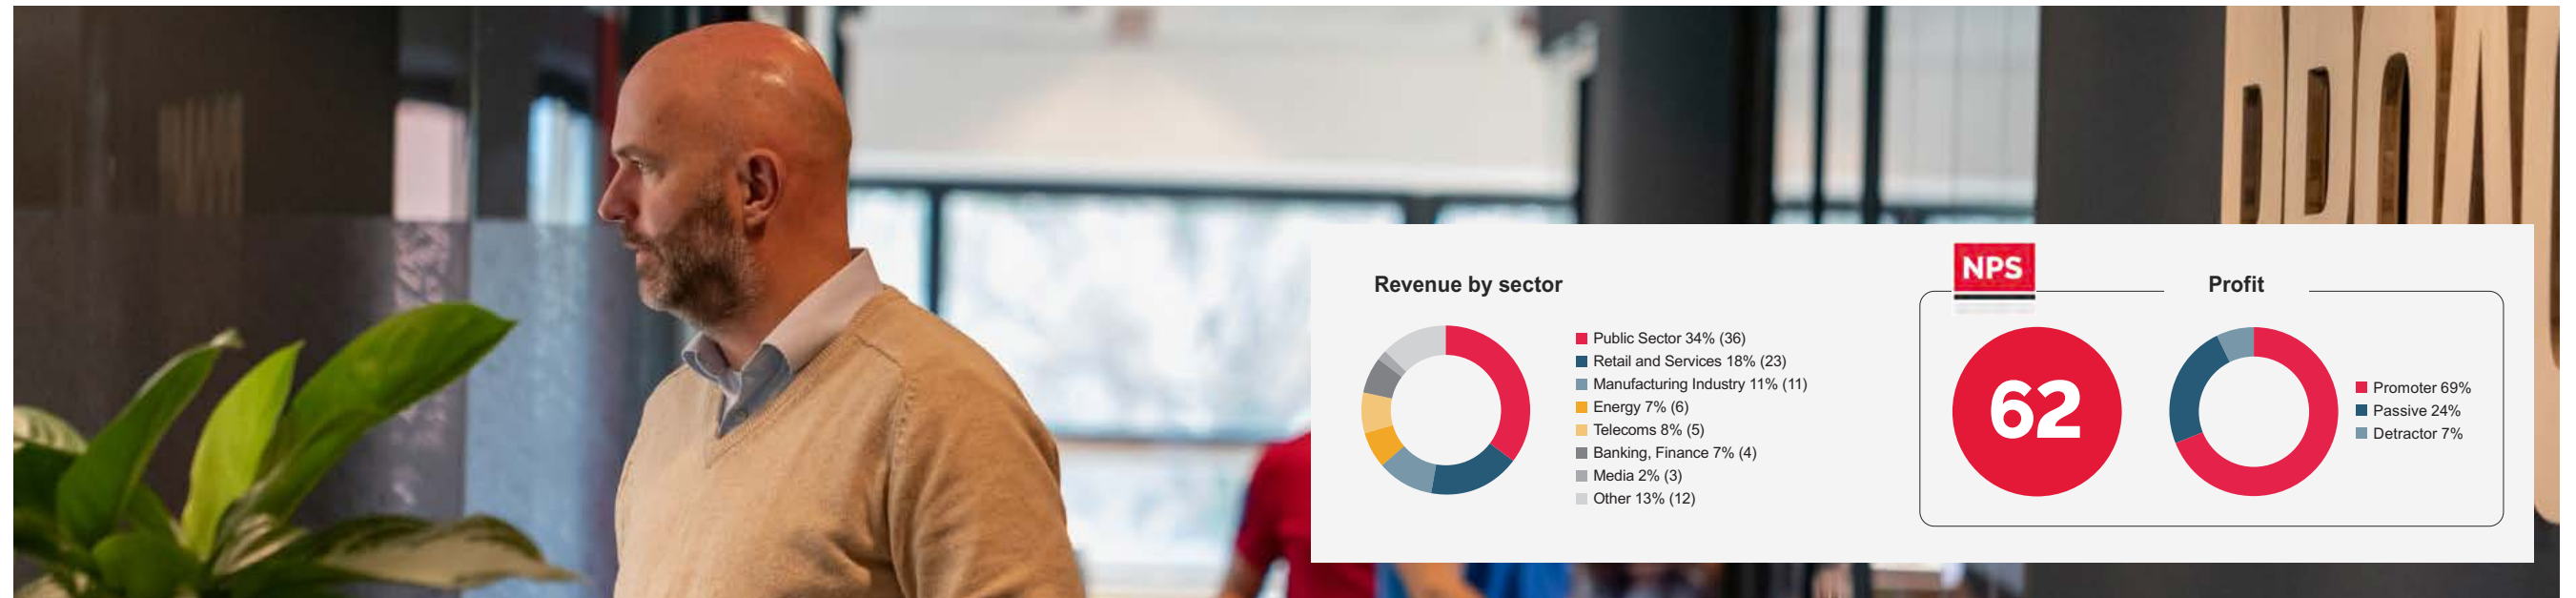 Revenue by sector
Public Sector 34% (36)
Retail and Services 18% (23)
Manufacturing Industry 11% (11)
Energy 7% (6)
Telecoms 8% (5)
Banking, Finance 7% (4)
Media 2% (3)
Other 13% (12)
NPS
62
Profit
Promoter 69%
Passive 24%
Detractor 7%